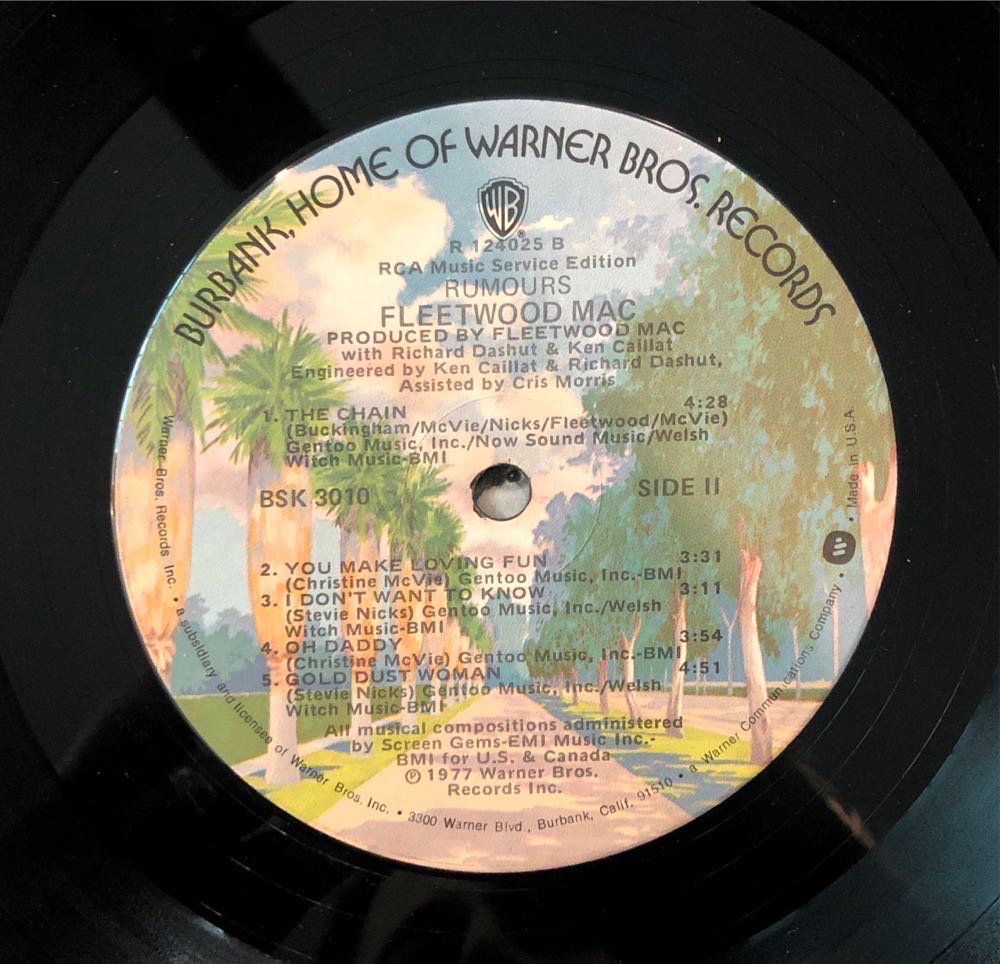 BURBANK, HOME OF WARNER BROS. RECORDS
WB
®
R 124025 B
RCA Music Service Edition
RUMOURS
FLEETWOOD MAC
PRODUCED BY FLEETWOOD MAC
with Richard Dashut & Ken Caillat
Engineered by Ken Caillat & Richard Dashut,
Assisted by Cris Morris
1. THE CHAIN 4:28
(Buckingham/McVie/Nicks/Fleetwood/McVie)
Gentoo Music, Inc./Now Sound Music/Welsh
Witch Music-BMI
BSK 3010 SIDE II
2. YOU MAKE LOVING FUN 3:31
(Christine McVie) Gentoo Music, Inc.-BMI
3. I DON'T WANT TO KNOW 3:11
(Stevie Nicks) Gentoo Music, Inc./Welsh
Witch Music-BMI
4. OH DADDY 3:54
(Christine McVie) Gentoo Music, Inc.-BMI
5. GOLD DUST WOMAN 4:51
(Stevie Nicks) Gentoo Music, Inc./Welsh
Witch Music-BMI
All musical compositions administered
by Screen Gems-EMI Music Inc.-
BMI for U.S. & Canada
℗ 1977 Warner Bros.
Records Inc.
Warner Bros. Records Inc. • a subsidiary and licensee of Warner Bros. Inc. • 3300 Warner Blvd., Burbank, Calif. 91510 • a Warner Communications Company • Made in U.S.A.